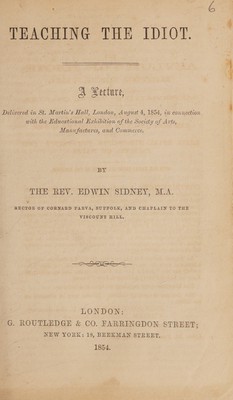 6
TEACHING THE IDIOT.
A Lecture,
Delivered in St. Martin's Hall, London, August 4, 1854, in connection
with the Educational Exhibition of the Society of Arts,
Manufactures, and Commerce.
BY
THE REV. EDWIN SIDNEY, M.A.
RECTOR OF CORNARD PARVA, SUFFOLK, AND CHAPLAIN TO THE
VISCOUNT HILL.
LONDON:
G. ROUTLEDGE & CO. FARRINGDON STREET;
NEW YORK: 18, BEEKMAN STREET.
1854.